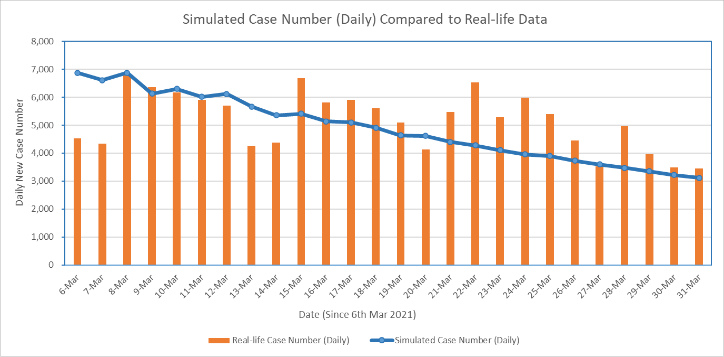 Simulated Case Number (Daily) Compared to Real-life Data
Daily New Case Number
8,000
7,000
6,000
5,000
4,000
3,000
2,000
1,000
0
6-Mar
7-Mar
8-Mar
9-Mar
10-Mar
11-Mar
12-Mar
13-Mar
14-Mar
15-Mar
16-Mar
17-Mar
18-Mar
19-Mar
20-Mar
21-Mar
22-Mar
23-Mar
24-Mar
25-Mar
26-Mar
27-Mar
28-Mar
29-Mar
30-Mar
31-Mar
Date (Since 6th Mar 2021)
Real-life Case Number (Daily)
Simulated Case Number (Daily)